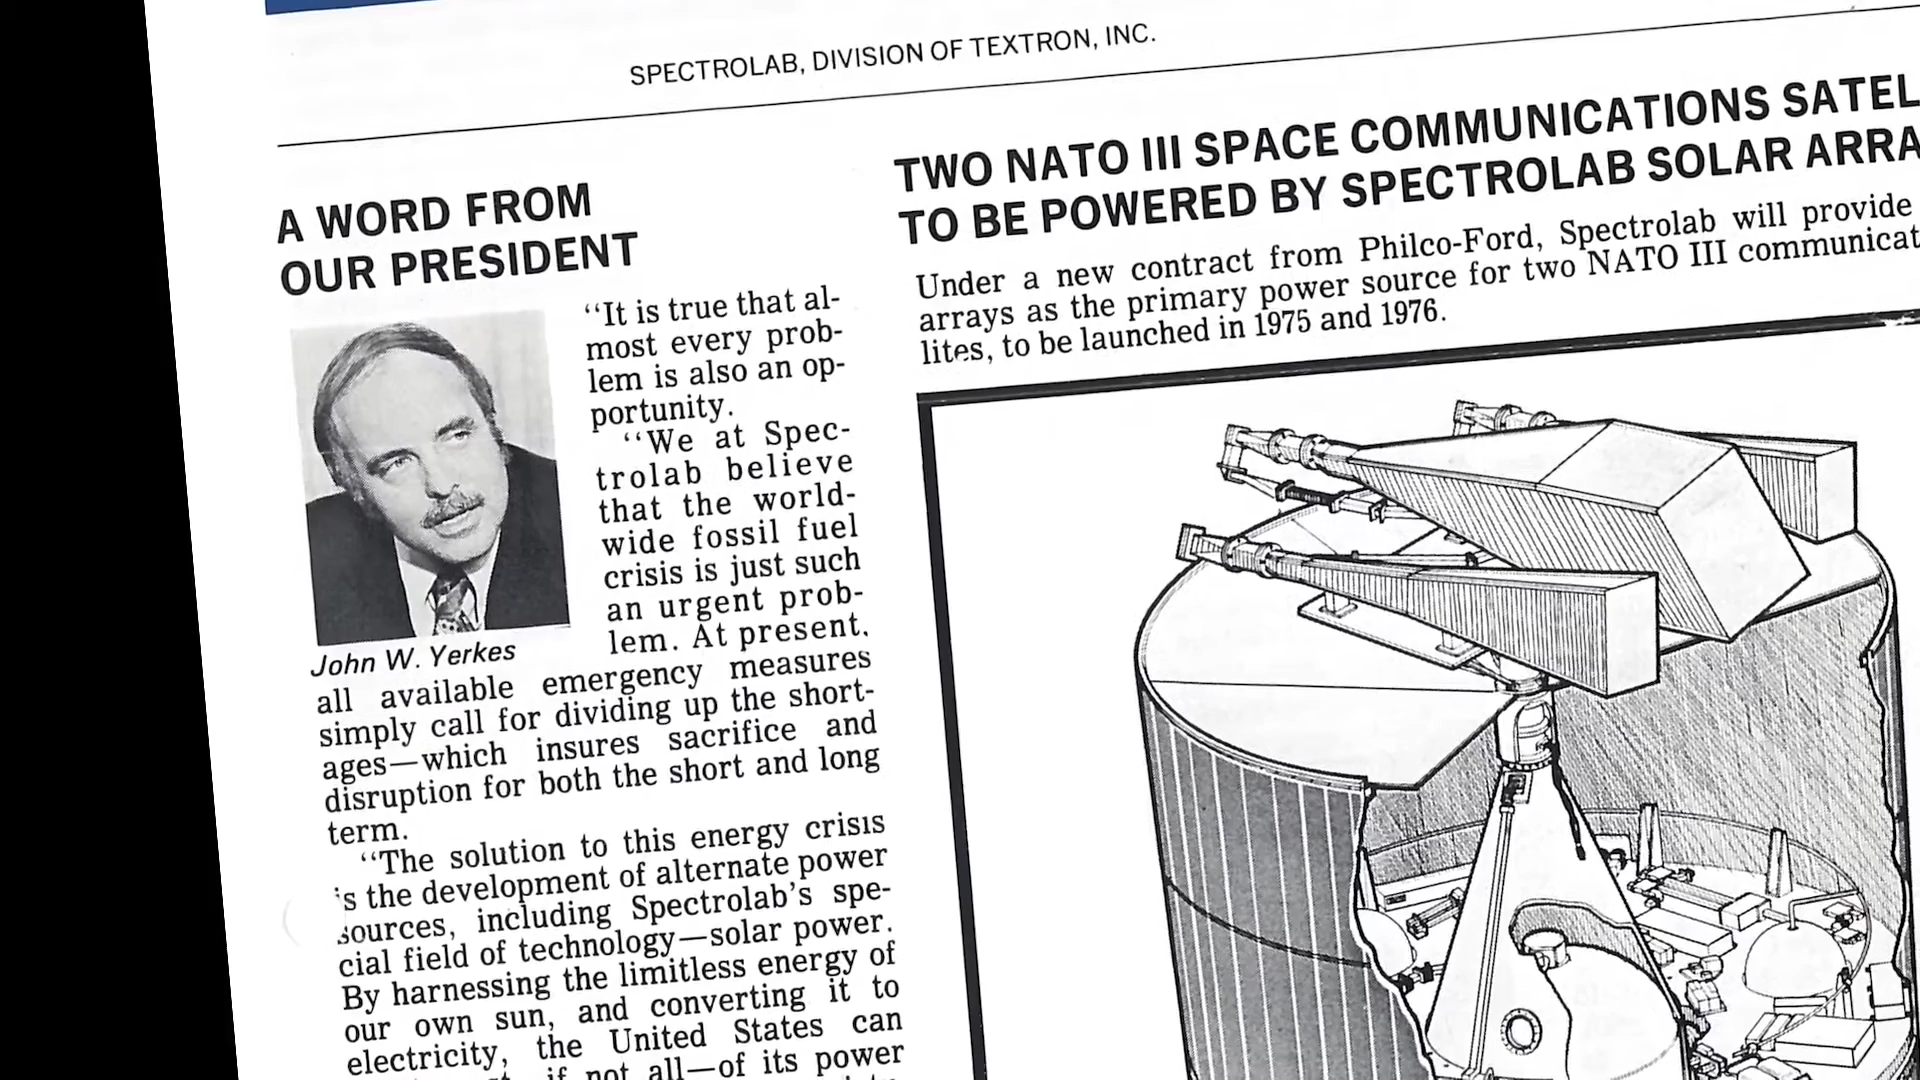 SPECTROLAB, DIVISION OF TEXTRON, INC.
A WORD FROM
OUR PRESIDENT
“It is true that al-
most every prob-
lem is also an op-
portunity.
“We at Spec-
trolab believe
that the world-
wide fossil fuel
crisis is just such
an urgent prob-
lem. At present,
John W. Yerkes
all available emergency measures
simply call for dividing up the short-
ages—which insures sacrifice and
disruption for both the short and long
term.
“The solution to this energy crisis
is the development of alternate power
sources, including Spectrolab's spe-
cial field of technology—solar power.
By harnessing the limitless energy of
our own sun, and converting it to
electricity, the United States can
if not all—of its power
TWO NATO III SPACE COMMUNICATIONS SATEL
TO BE POWERED BY SPECTROLAB SOLAR ARRA
Under a new contract from Philco-Ford, Spectrolab will provide
arrays as the primary power source for two NATO III communicat
lites, to be launched in 1975 and 1976.